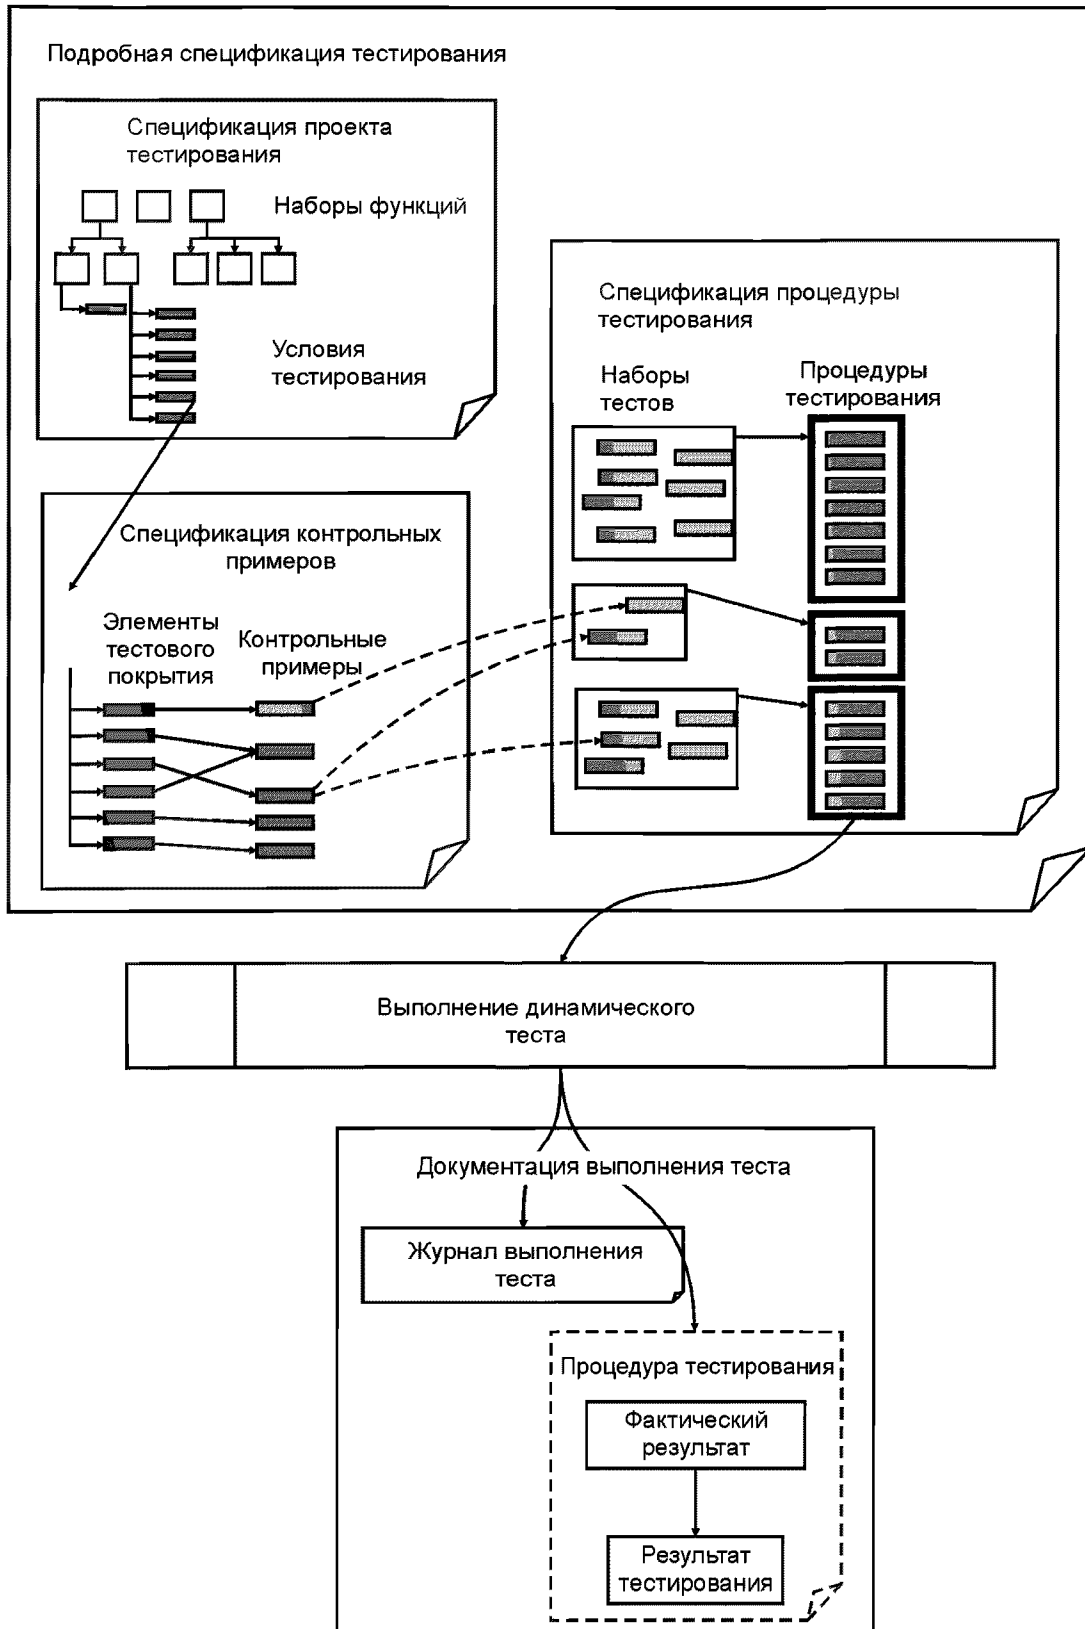 Подробная спецификация тестирования
Спецификация проекта
тестирования
Наборы функций
Условия
тестирования
Спецификация контрольных
примеров
Элементы
тестового
покрытия
Контрольные
примеры
Спецификация процедуры
тестирования
Наборы
тестов
Процедуры
тестирования
Выполнение динамического
теста
Документация выполнения теста
Журнал выполнения
теста
Процедура тестирования
Фактический
результат
Результат
тестирования